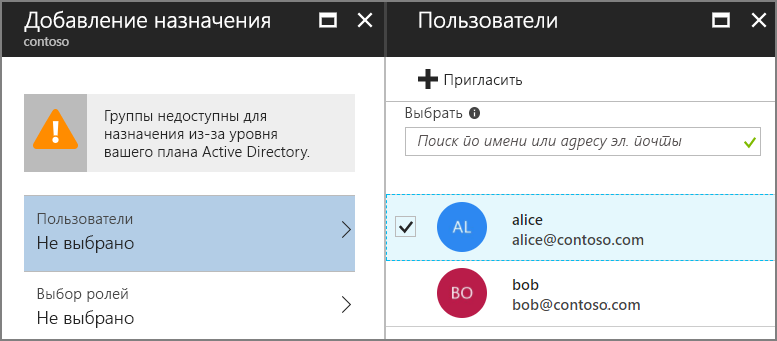 Добавление назначения
contoso
Группы недоступны для
назначения из-за уровня
вашего плана Active Directory.
Пользователи
Не выбрано
Выбор ролей
Не выбрано
Пользователи
Пригласить
Выбрать
Поиск по имени или адресу эл. почты
AL
alice
alice@contoso.com
BO
bob
bob@contoso.com